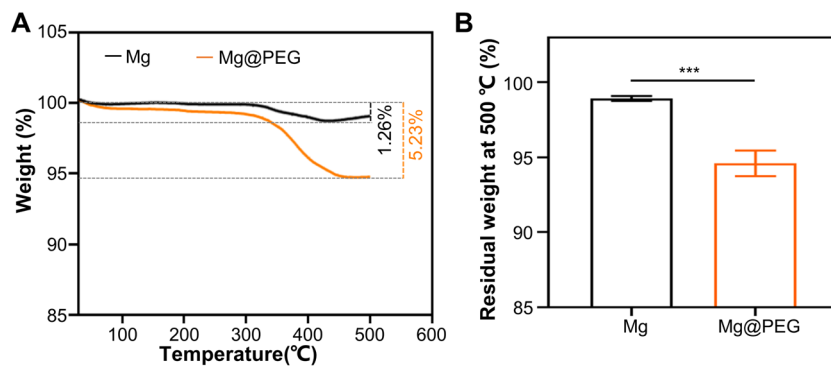 A
105
100
95
90
85
Weight (%)
Mg
Mg@PEG
1.26%
5.23%
100
200
300
400
500
600
Temperature(℃)
B
Residual weight at 500 ℃ (%)
100
95
90
85
***
Mg
Mg@PEG